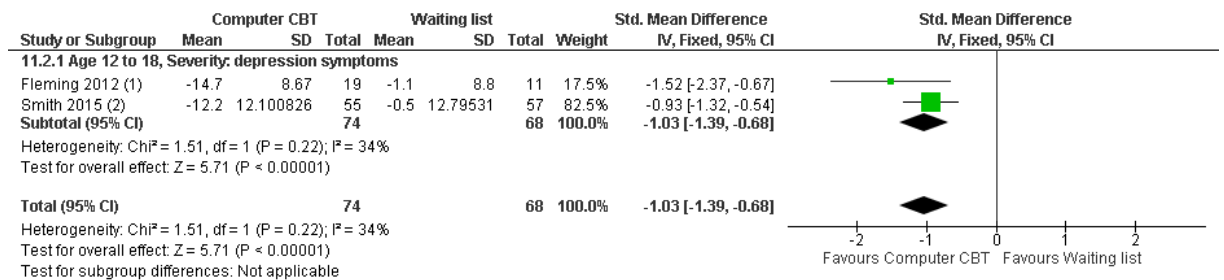 Computer CBT Waiting list Std. Mean Difference Std. Mean Difference
Study or Subgroup Mean SD Total Mean SD Total Weight IV, Fixed, 95% CI IV, Fixed, 95% CI
11.2.1 Age 12 to 18, Severity: depression symptoms
Fleming 2012 (1) -14.7 8.67 19 -1.1 8.8 11 17.5% -1.52 [-2.37, -0.67]
Smith 2015 (2) -12.2 12.100826 55 -0.5 12.79531 57 82.5% -0.93 [-1.32, -0.54]
Subtotal (95% CI) 74 68 100.0% -1.03 [-1.39, -0.68]
Heterogeneity: Chi² = 1.51, df = 1 (P = 0.22); I² = 34%
Test for overall effect: Z = 5.71 (P < 0.00001)
Total (95% CI) 74 68 100.0% -1.03 [-1.39, -0.68]
Heterogeneity: Chi² = 1.51, df = 1 (P = 0.22); I² = 34%
Test for overall effect: Z = 5.71 (P < 0.00001)
Test for subgroup differences: Not applicable
-2 -1 0 1 2
Favours Computer CBT Favours Waiting list